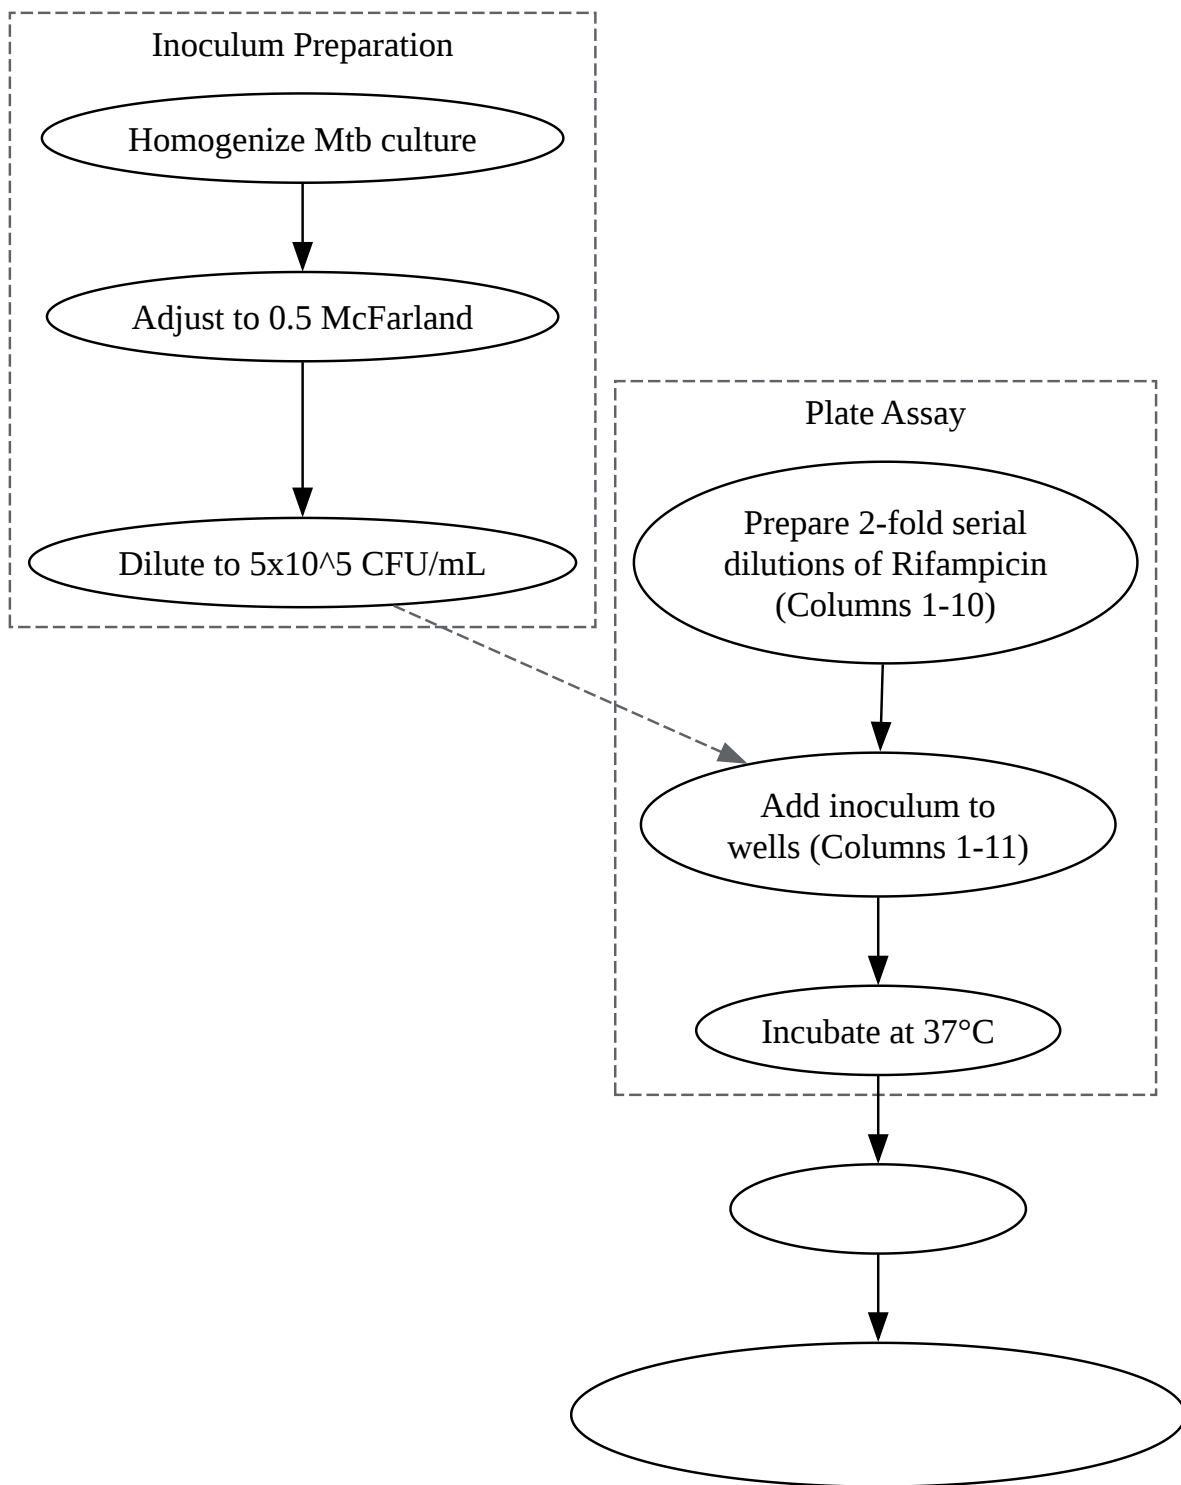 Inoculum Preparation
Homogenize Mtb culture
Adjust to 0.5 McFarland
Dilute to 5x10^5 CFU/mL
Plate Assay
Prepare 2-fold serial
dilutions of Rifampicin
(Columns 1-10)
Add inoculum to
wells (Columns 1-11)
Incubate at 37°C